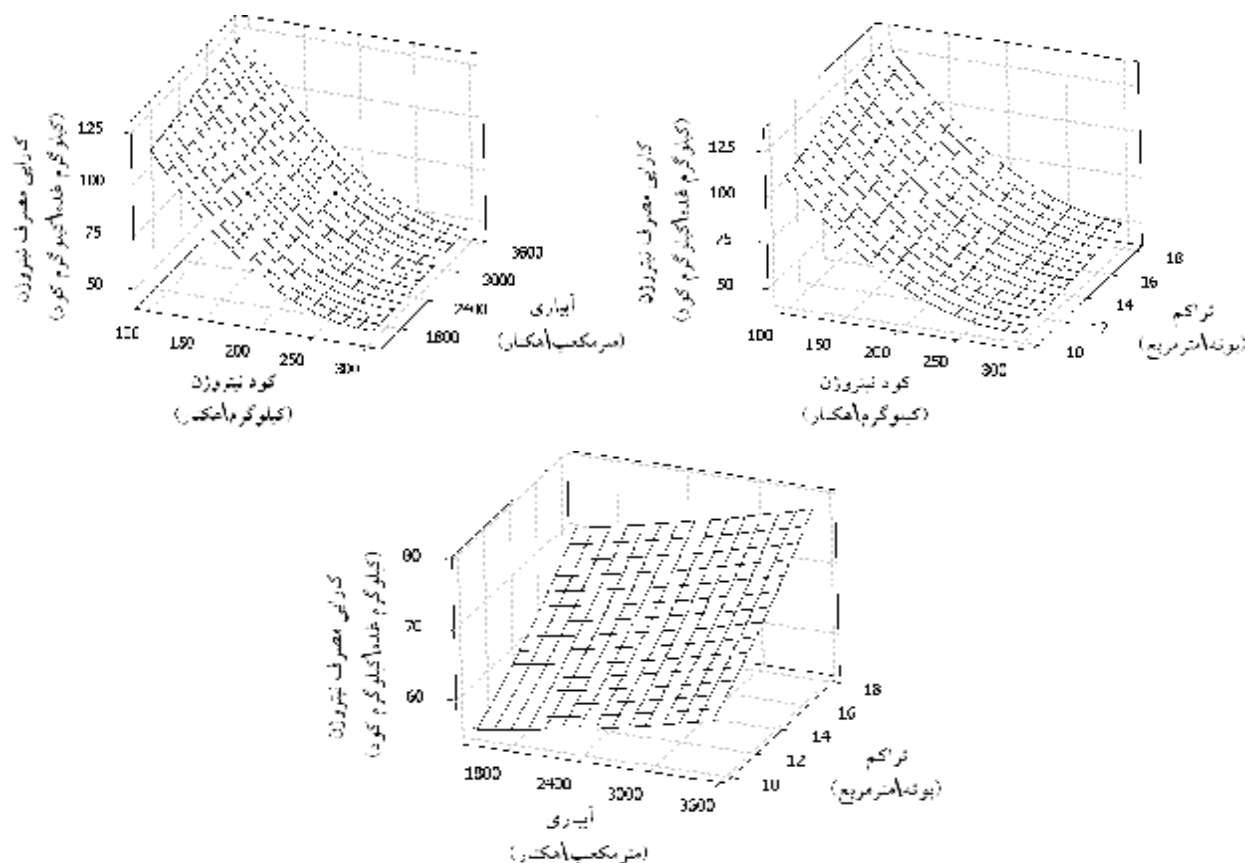 کارایی مصرف نیتروژن
(کیلوگرم غده\کیلوگرم کود)
125
100
75
50
100
150
200
250
300
کود نیتروژن
(کیلوگرم\هکتار)
1800
2400
3000
3600
آبیاری
(مترمکعب\هکتار)
کارایی مصرف نیتروژن
(کیلوگرم غده\کیلوگرم کود)
125
100
75
50
100
150
200
250
300
کود نیتروژن
(کیلوگرم\هکتار)
10
12
14
16
18
تراکم
(بوته\مترمربع)
کارایی مصرف نیتروژن
(کیلوگرم غده\کیلوگرم کود)
80
70
60
1800
2400
3000
3600
آبیاری
(مترمکعب\هکتار)
10
12
14
16
18
تراکم
(بوته\مترمربع)